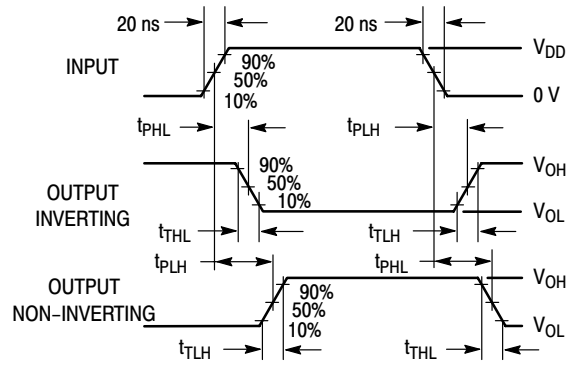 20 ns 20 ns
INPUT 90% V_DD
50%
10% 0 V
t_PHL t_PLH
OUTPUT INVERTING 90% V_OH
50%
10% V_OL
t_THL t_TLH
t_PLH t_PHL
OUTPUT NON–INVERTING 90% V_OH
50%
10% V_OL
t_TLH t_THL